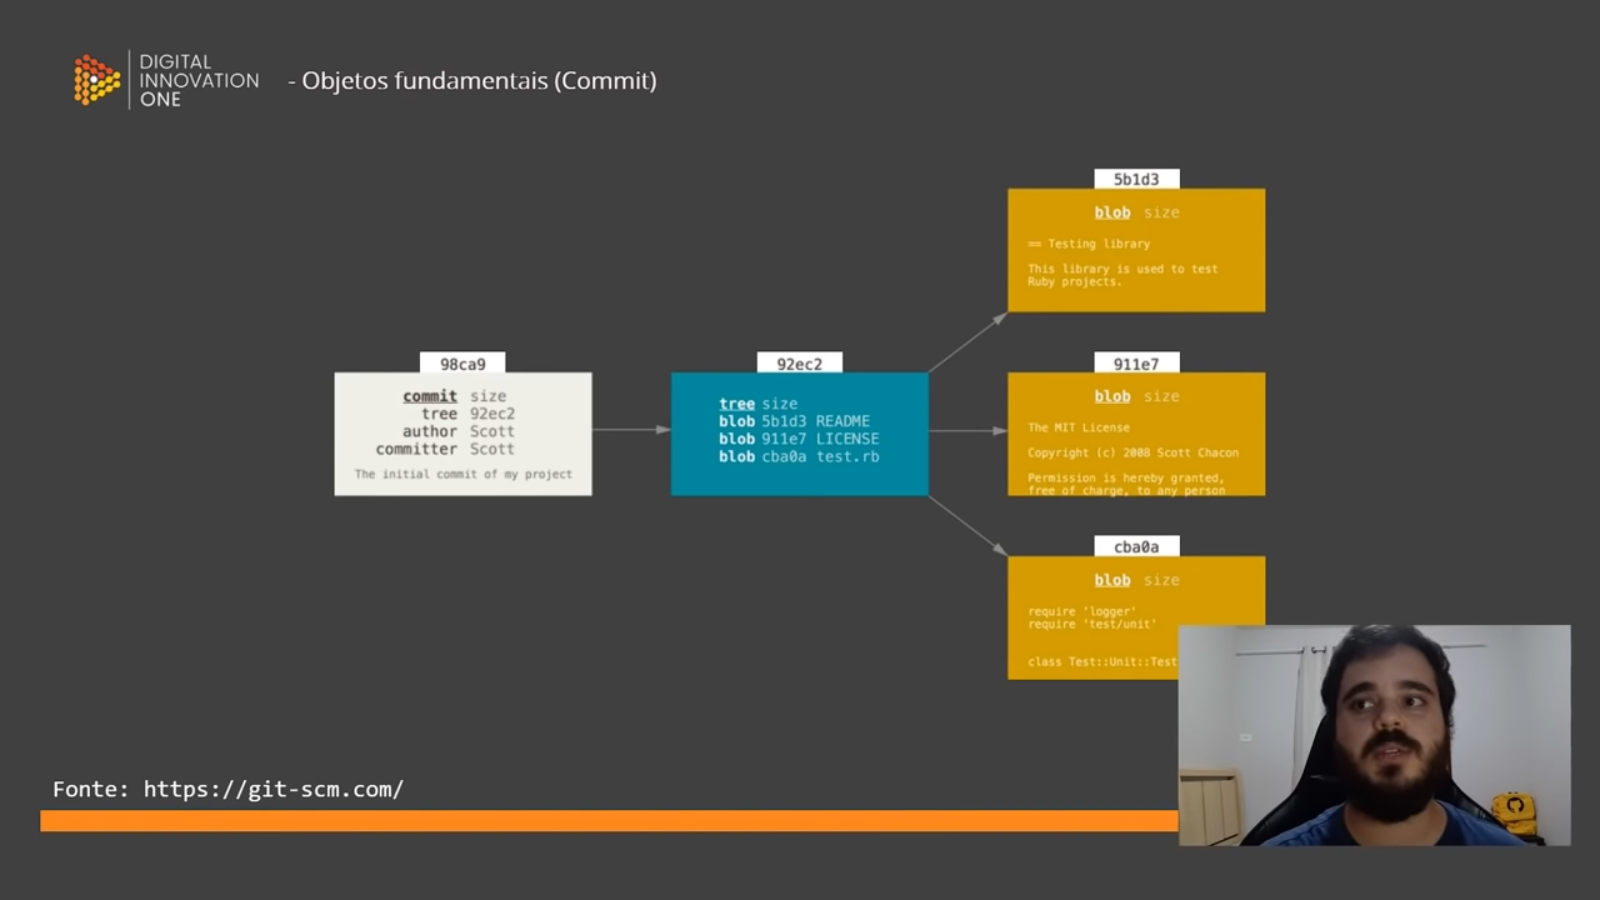 DIGITAL
INNOVATION
ONE
- Objetos fundamentais (Commit)
98ca9
commit size
tree 92ec2
author Scott
committer Scott
The initial commit of my project
92ec2
tree size
blob 5b1d3 README
blob 911e7 LICENSE
blob cba0a test.rb
5b1d3
blob size
== Testing library
This library is used to test
Ruby projects.
911e7
blob size
The MIT License
Copyright (c) 2008 Scott Chacon
Permission is hereby granted,
free of charge, to any person
cba0a
blob size
require 'logger'
require 'test/unit'
class Test::Unit::Test
Fonte: https://git-scm.com/